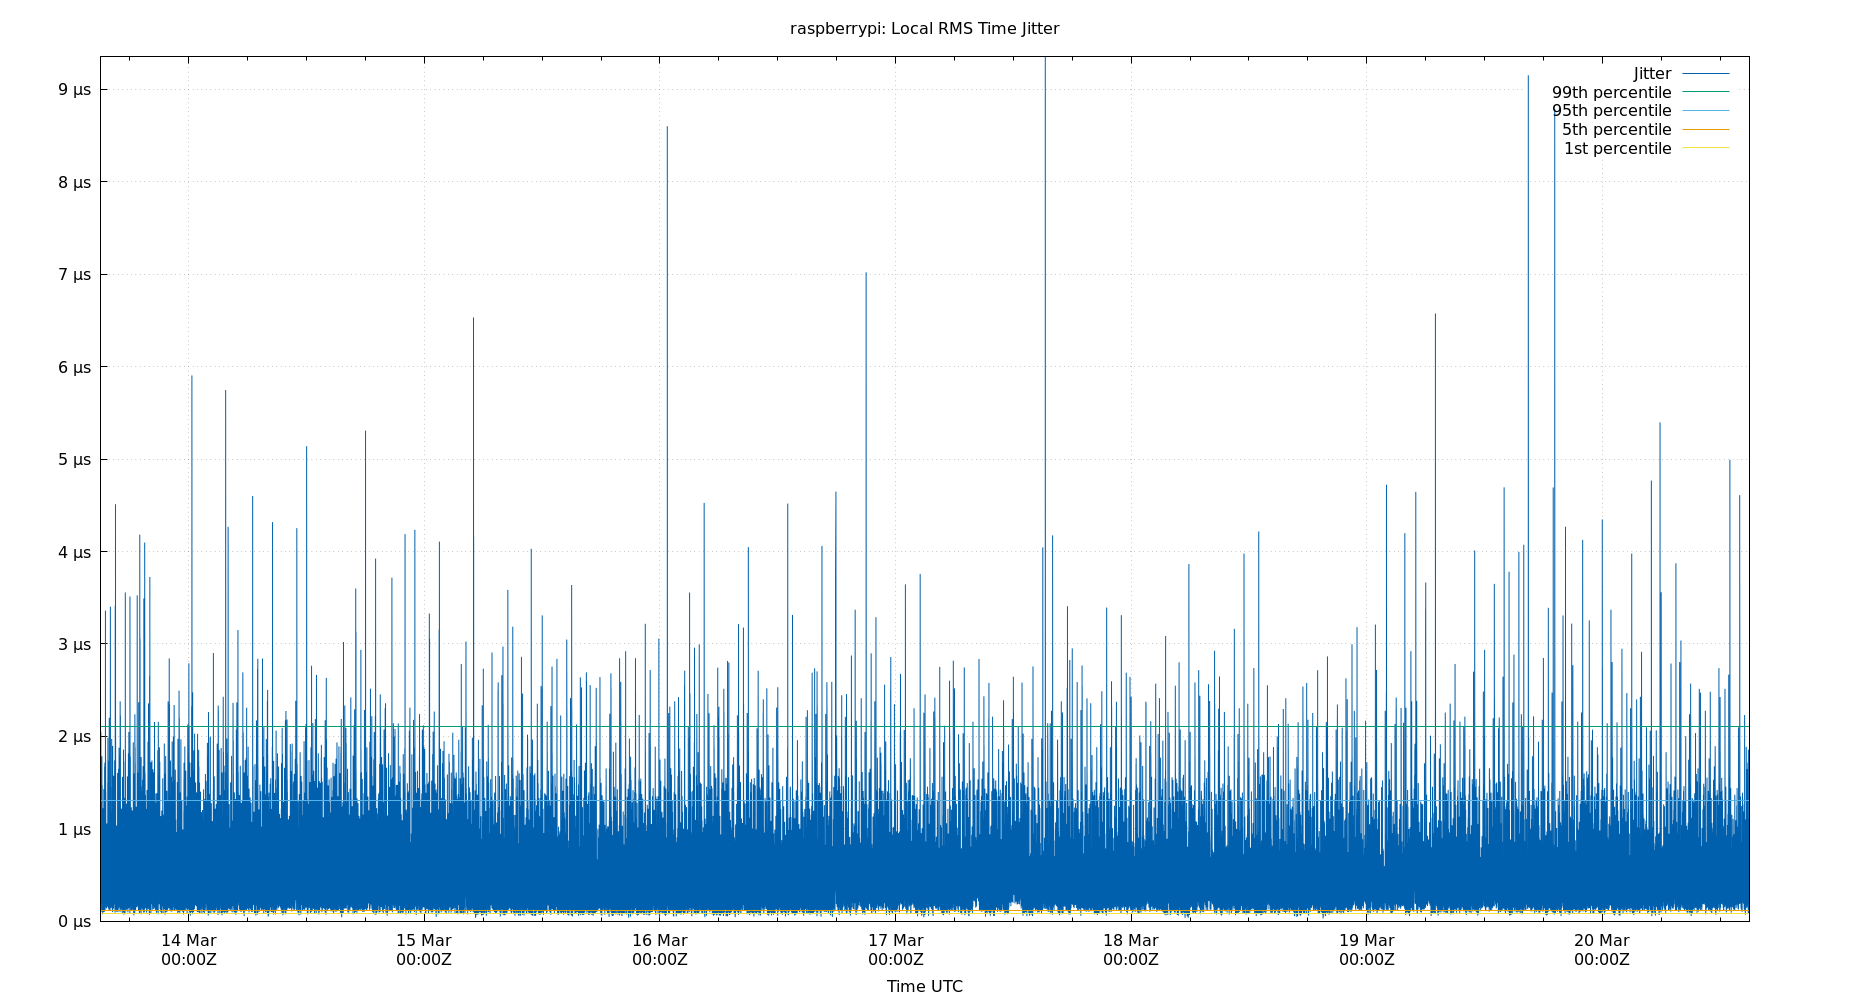 raspberrypi: Local RMS Time Jitter
Jitter
99th percentile
95th percentile
5th percentile
1st percentile
9 μs
8 μs
7 μs
6 μs
5 μs
4 μs
3 μs
2 μs
1 μs
0 μs
14 Mar 15 Mar 16 Mar 17 Mar 18 Mar 19 Mar 20 Mar
00:00Z 00:00Z 00:00Z 00:00Z 00:00Z 00:00Z 00:00Z
Time UTC